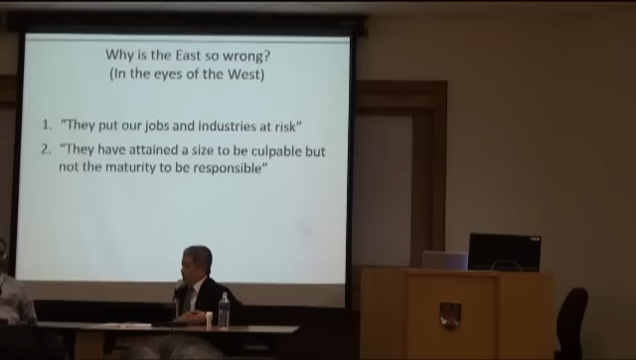 Why is the East so wrong?
(In the eyes of the West)
1. "They put our jobs and industries at risk"
2. "They have attained a size to be culpable but
not the maturity to be responsible"